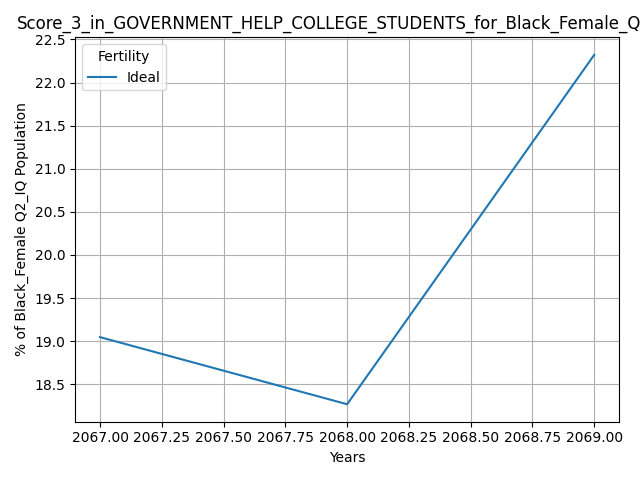 Score_3_in_GOVERNMENT_HELP_COLLEGE_STUDENTS_for_Black_Female_Q
Fertility
Ideal
% of Black_Female Q2_IQ Population
22.5
22.0
21.5
21.0
20.5
20.0
19.5
19.0
18.5
2067.00 2067.25 2067.50 2067.75 2068.00 2068.25 2068.50 2068.75 2069.00
Years